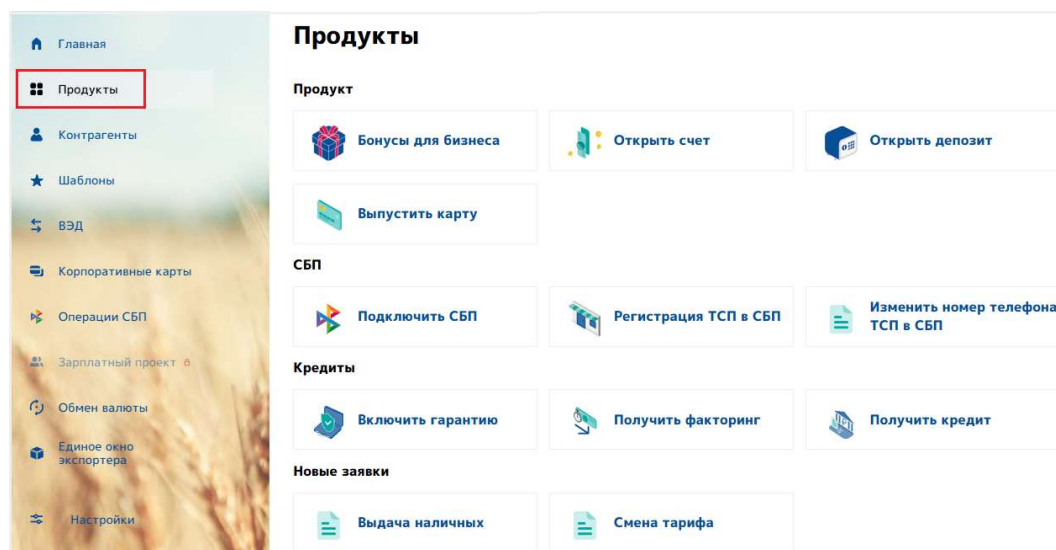 Главная
Продукты
Контрагенты
Шаблоны
ВЭД
Корпоративные карты
Операции СБП
Зарплатный проект
Обмен валюты
Единое окно
экспортера
Настройки
Продукты
Продукт
Бонусы для бизнеса
Открыть счет
Открыть депозит
Выпустить карту
СБП
Подключить СБП
Регистрация ТСП в СБП
Изменить номер телефона
ТСП в СБП
Кредиты
Включить гарантию
Получить факторинг
Получить кредит
Новые заявки
Выдача наличных
Смена тарифа